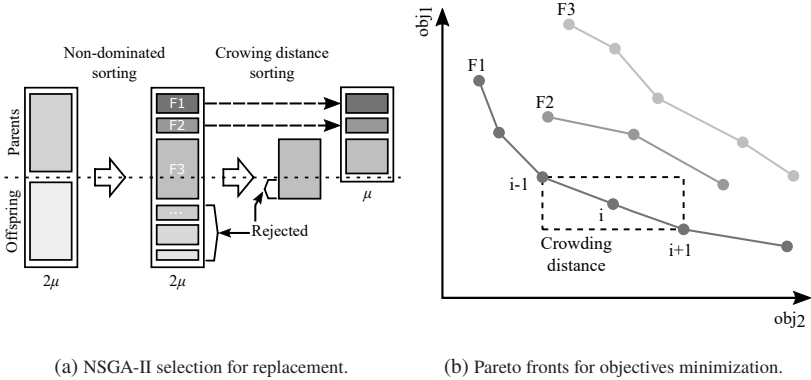 Non-dominated
sorting
Crowing distance
sorting
Parents
Offspring
F1
F2
F3
...
Rejected
2μ
2μ
μ
obj1
F3
F1
F2
i-1
i
i+1
Crowding
distance
obj2
(a) NSGA-II selection for replacement.
(b) Pareto fronts for objectives minimization.